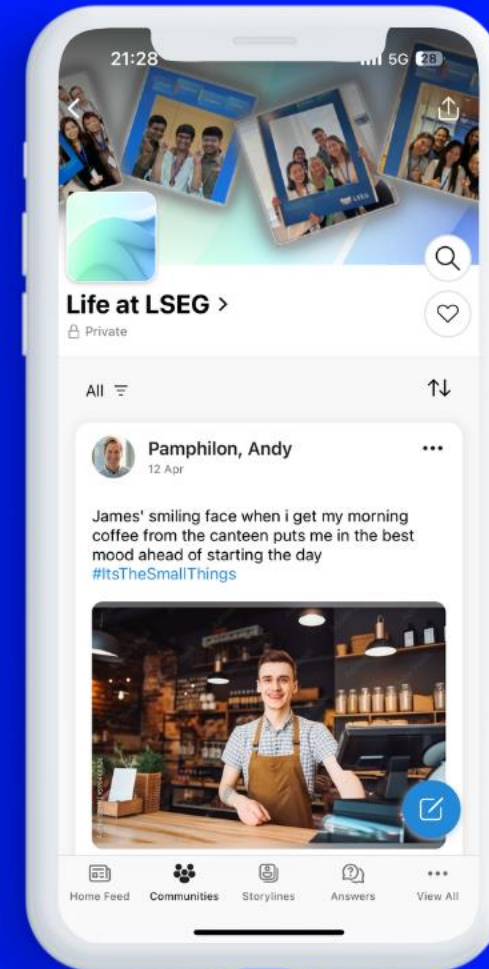 21:28
5G 28
LSEG
Life at LSEG >
Private
All
Pamphilon, Andy
12 Apr
James' smiling face when i get my morning
coffee from the canteen puts me in the best
mood ahead of starting the day
#ItsTheSmallThings
Home Feed
Communities
Storylines
Answers
View All